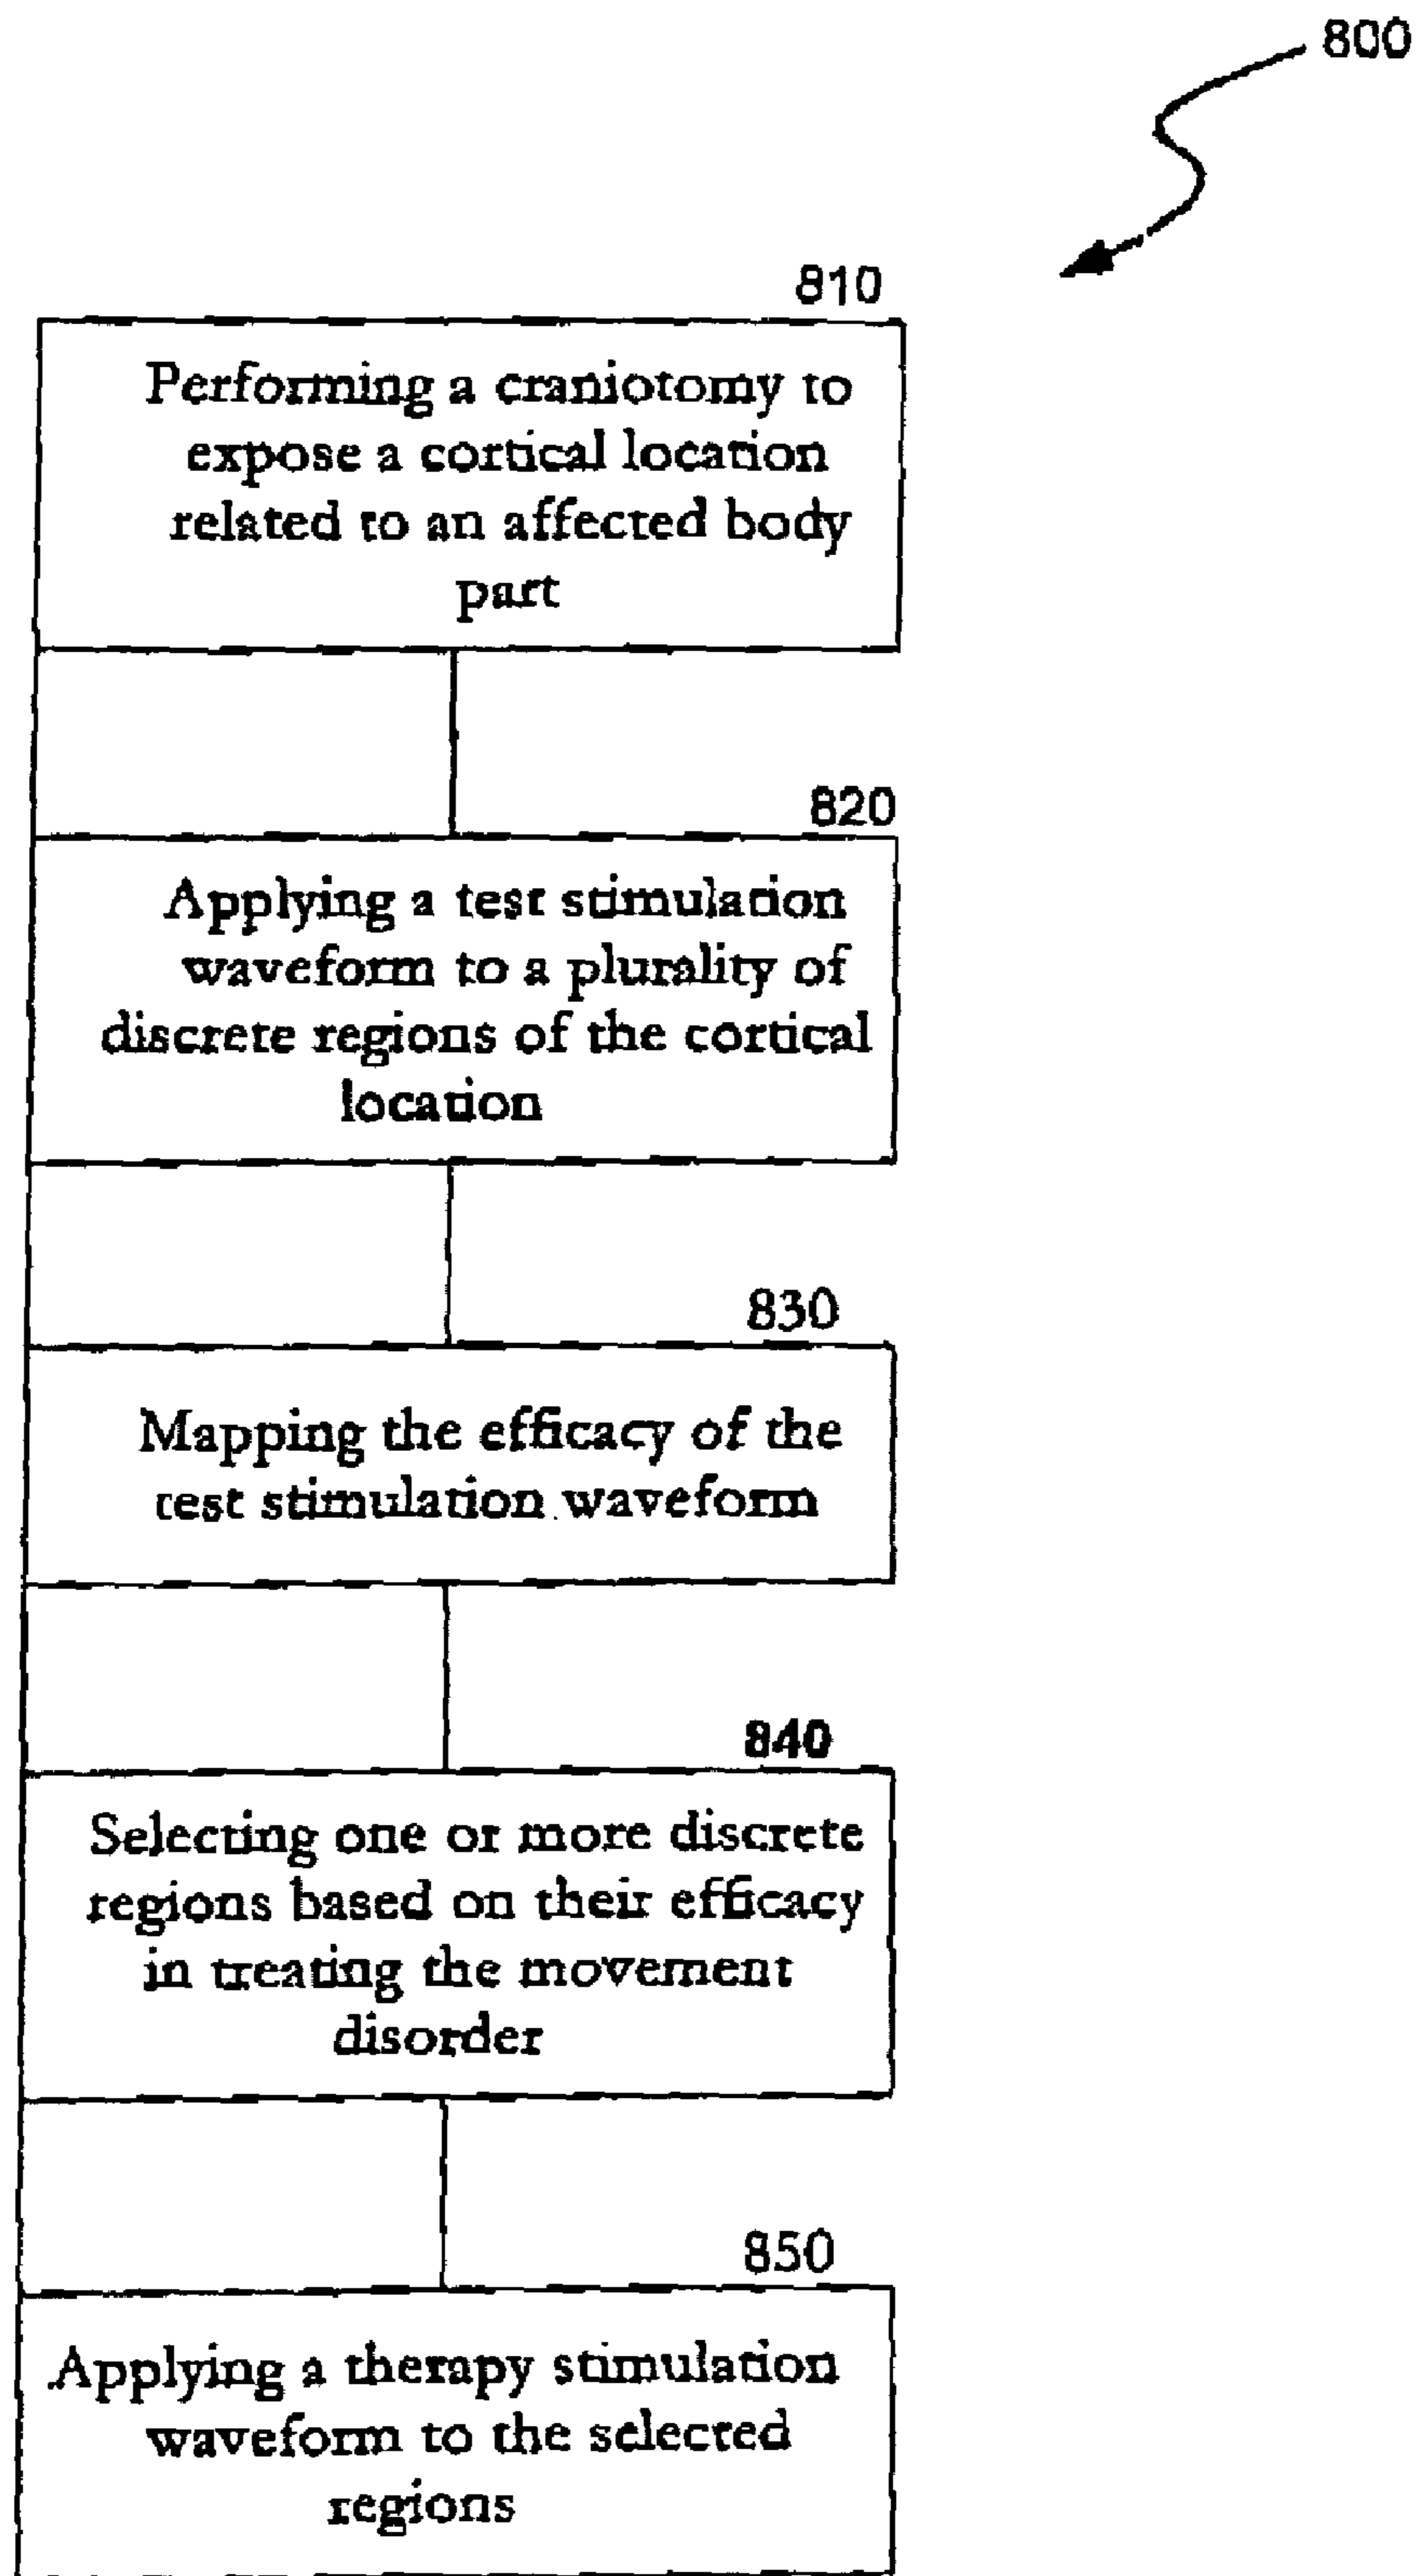 800
810
Performing a craniotomy to
expose a cortical location
related to an affected body
part
820
Applying a test stimulation
waveform to a plurality of
discrete regions of the cortical
location
830
Mapping the efficacy of the
test stimulation waveform
840
Selecting one or more discrete
regions based on their efficacy
in treating the movement
disorder
850
Applying a therapy stimulation
waveform to the selected
regions